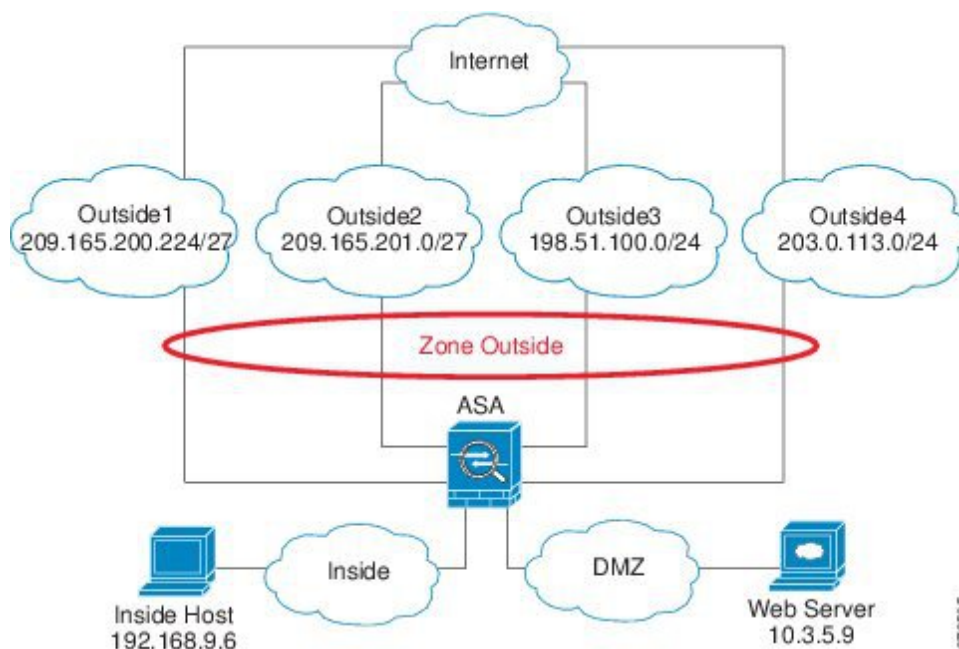 Internet
Outside1
209.165.200.224/27
Outside2
209.165.201.0/27
Outside3
198.51.100.0/24
Outside4
203.0.113.0/24
Zone Outside
ASA
Inside
DMZ
Inside Host
192.168.9.6
Web Server
10.3.5.9